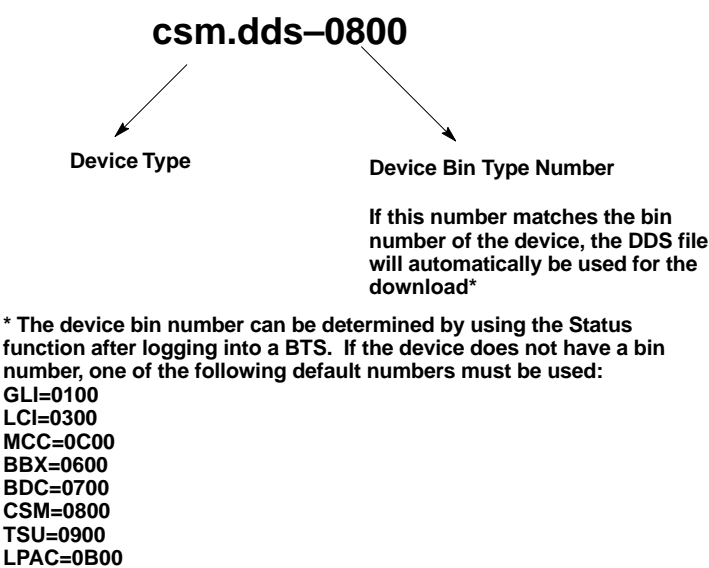 csm.dds–0800
Device Type
Device Bin Type Number
If this number matches the bin
number of the device, the DDS file
will automatically be used for the
download*
* The device bin number can be determined by using the Status
function after logging into a BTS.  If the device does not have a bin
number, one of the following default numbers must be used:
GLI=0100
LCI=0300
MCC=0C00
BBX=0600
BDC=0700
CSM=0800
TSU=0900
LPAC=0B00